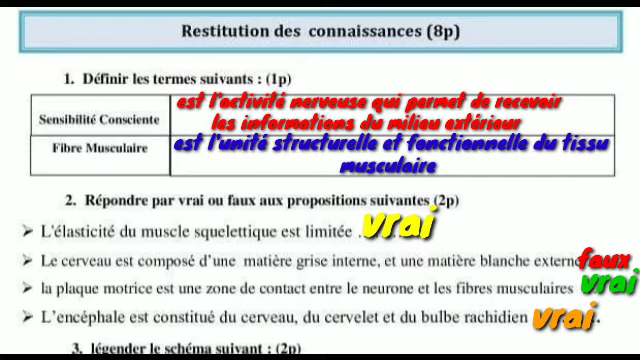 Restitution des connaissances (8p)
1. Définir les termes suivants : (1p)
Sensibilité Consciente
est l'activité nerveuse qui permet de recevoir
les informations du milieu extérieur
Fibre Musculaire
est l'unité structurelle et fonctionnelle du tissu
musculaire
2. Répondre par vrai ou faux aux propositions suivantes (2p)
➢ L'élasticité du muscle squelettique est limitée . vrai
➢ Le cerveau est composé d'une matière grise interne, et une matière blanche externe faux
➢ la plaque motrice est une zone de contact entre le neurone et les fibres musculaires vrai
➢ L'encéphale est constitué du cerveau, du cervelet et du bulbe rachidien vrai.
3. légender le schéma suivant : (2p)